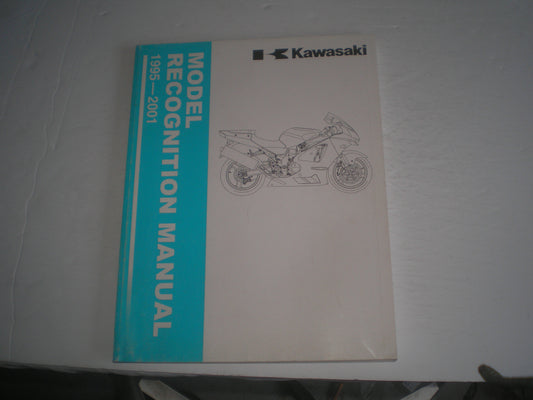 Kawasaki
MODEL
RECOGNITION MANUAL
1995—2001